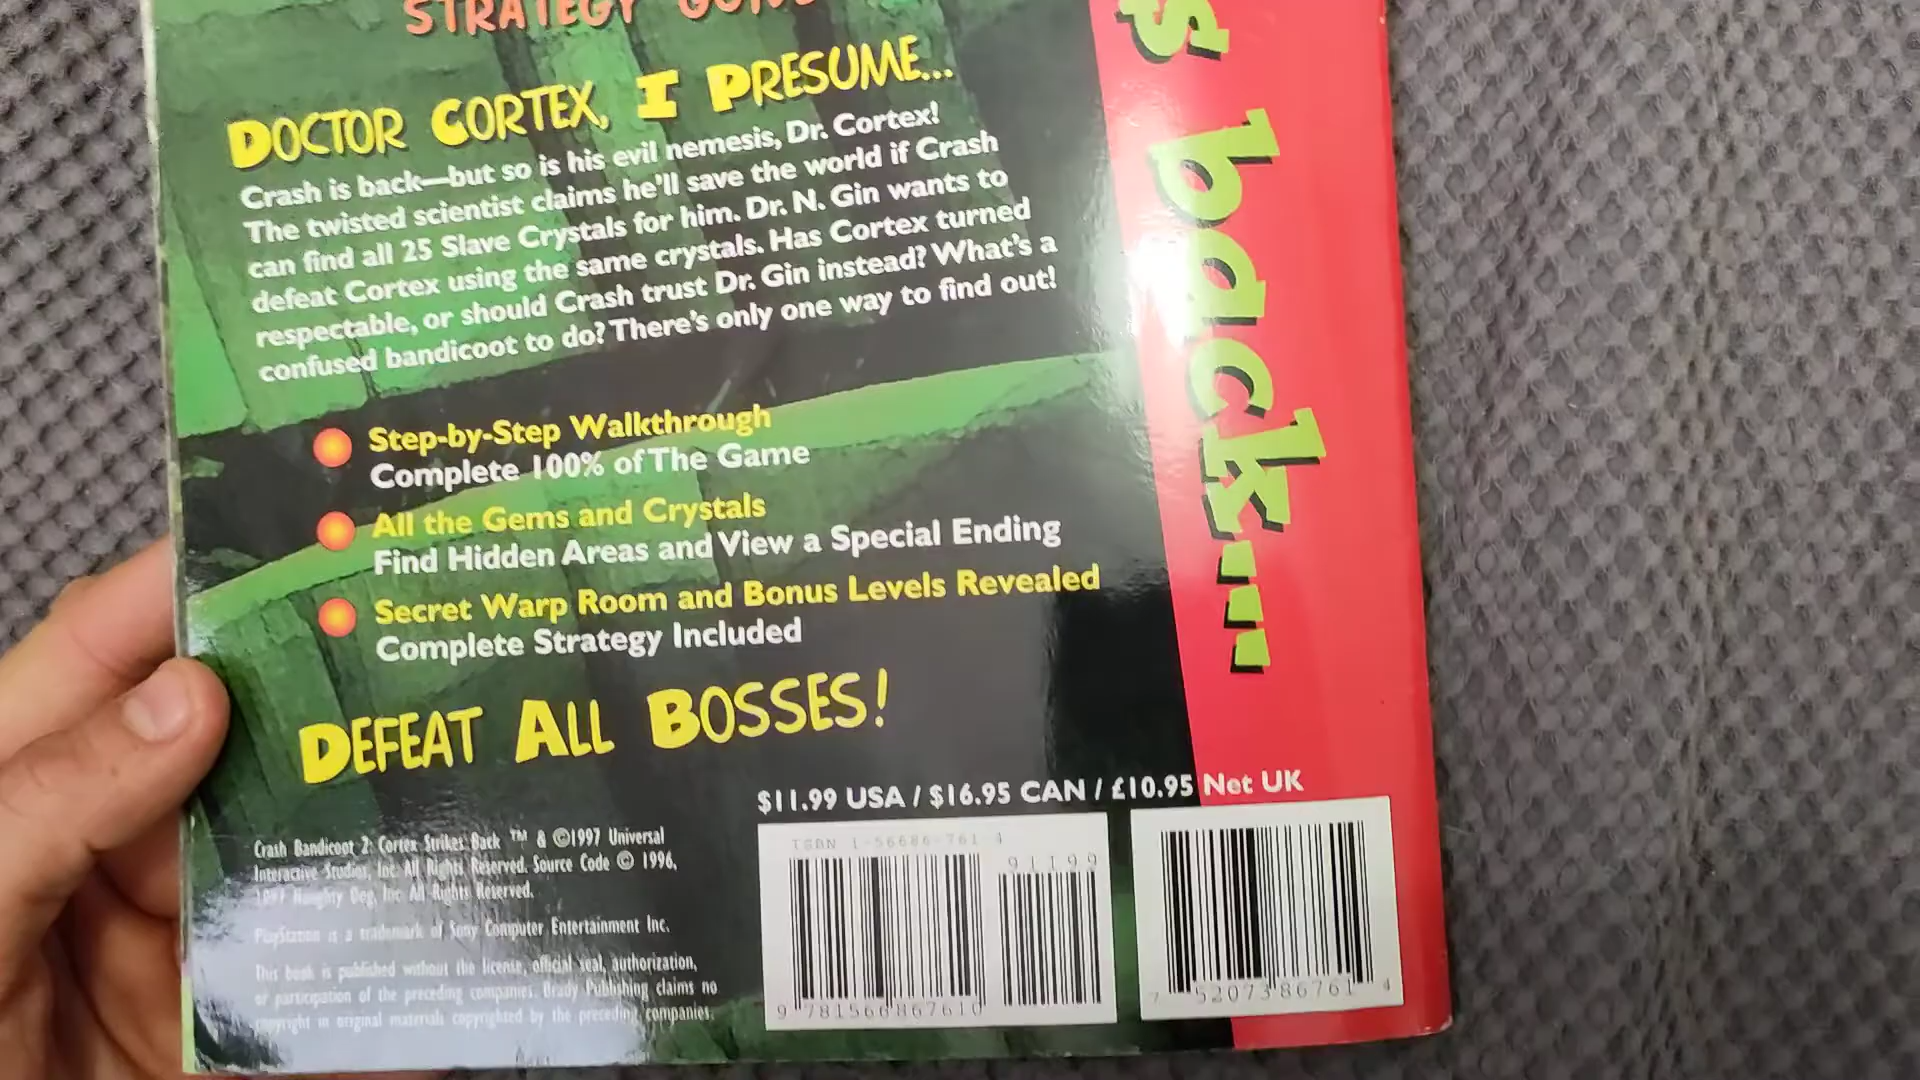 STRATEGY
DOCTOR CORTEX, I PRESUME...
Crash is back—but so is his evil nemesis, Dr. Cortex!
The twisted scientist claims he'll save the world if Crash
can find all 25 Slave Crystals for him. Dr. N. Gin wants to
defeat Cortex using the same crystals. Has Cortex turned
respectable, or should Crash trust Dr. Gin instead? What's a
confused bandicoot to do? There's only one way to find out!
Step-by-Step Walkthrough
Complete 100% of The Game
All the Gems and Crystals
Find Hidden Areas and View a Special Ending
Secret Warp Room and Bonus Levels Revealed
Complete Strategy Included
DEFEAT ALL BOSSES!
$11.99 USA / $16.95 CAN / £10.95 Net UK
Crash Bandicoot 2: Cortex Strikes Back ™ & ©1997 Universal
Interactive Studios, Inc. All Rights Reserved. Source Code © 1996,
1997 Naughty Dog, Inc. All Rights Reserved.
PlayStation is a trademark of Sony Computer Entertainment Inc.
This book is published without the license, official seal, authorization,
or participation of the preceding companies. Brady Publishing claims no
copyright in original materials copyrighted by the preceding companies.
ISBN 1-56686-761-4
91199
9 781566 867610
7 52073 86761 4
s back...